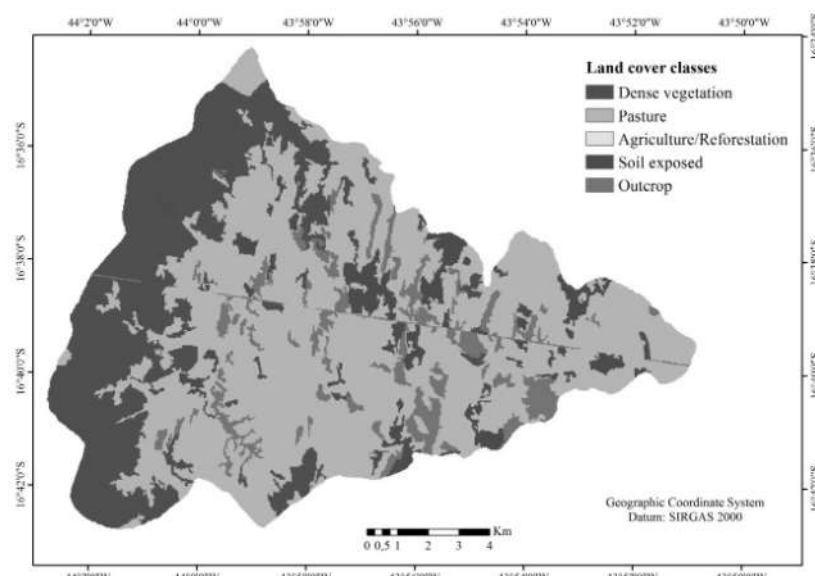 44°2'0"W 44°0'0"W 43°58'0"W 43°56'0"W 43°54'0"W 43°52'0"W 43°50'0"W
Land cover classes
Dense vegetation
Pasture
Agriculture/Reforestation
Soil exposed
Outcrop
16°36'0"S
16°38'0"S
16°40'0"S
16°42'0"S
Geographic Coordinate System
Datum: SIRGAS 2000
Km
0 0,5 1 2 3 4